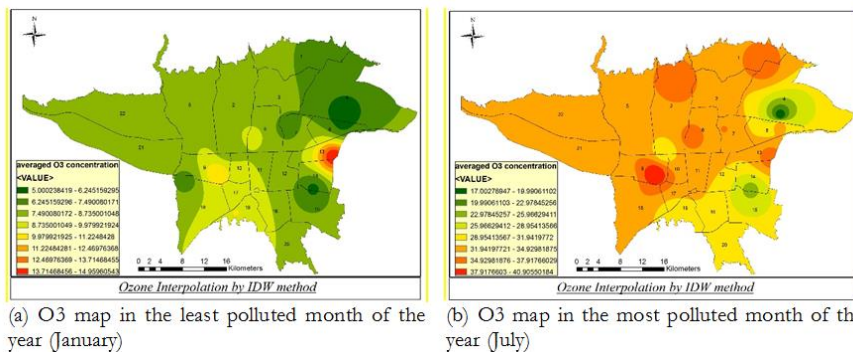 N
averaged O3 concentration
<VALUE>
5.000238419 - 6.245159295
6.245159296 - 7.490080171
7.490080172 - 8.735001048
8.735001049 - 9.979921924
9.979921925 - 11.2248428
11.22484281 - 12.46976368
12.46976369 - 13.71468455
13.71468456 - 14.95960543
0 2 4 8 12 16
Kilometers
Ozone Interpolation by IDW method
(a) O3 map in the least polluted month of the
year (January)
N
averaged O3 concentration
<VALUE>
17.00278947 - 19.99061102
19.99061103 - 22.97845256
22.97845257 - 25.96629411
25.96629412 - 28.95413566
28.95413567 - 31.94197721
31.94197722 - 34.92981875
34.92981876 - 37.91766029
37.9176603 - 40.90550184
0 2 4 8 12 16
Kilometers
Ozone Interpolation by IDW method
(b) O3 map in the most polluted month of the
year (July)